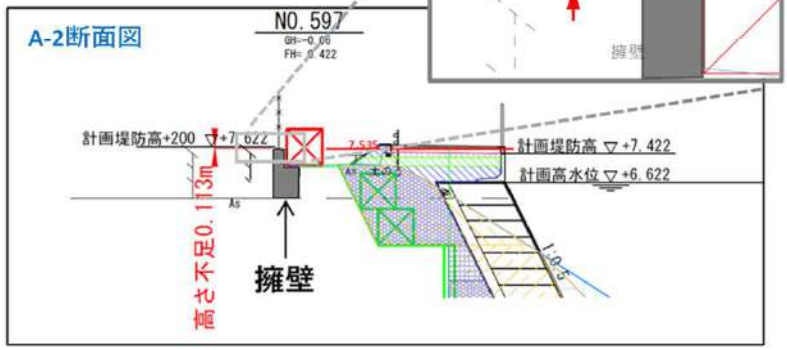 A-2断面図
NO.597
GH=-0.06
FH= 0.422
擁壁
計画堤防高+200 ▽+7.622
7.535
計画堤防高 ▽+7.422
計画高水位 ▽+6.622
高さ不足0.113m
As
As
擁壁
1:0.5